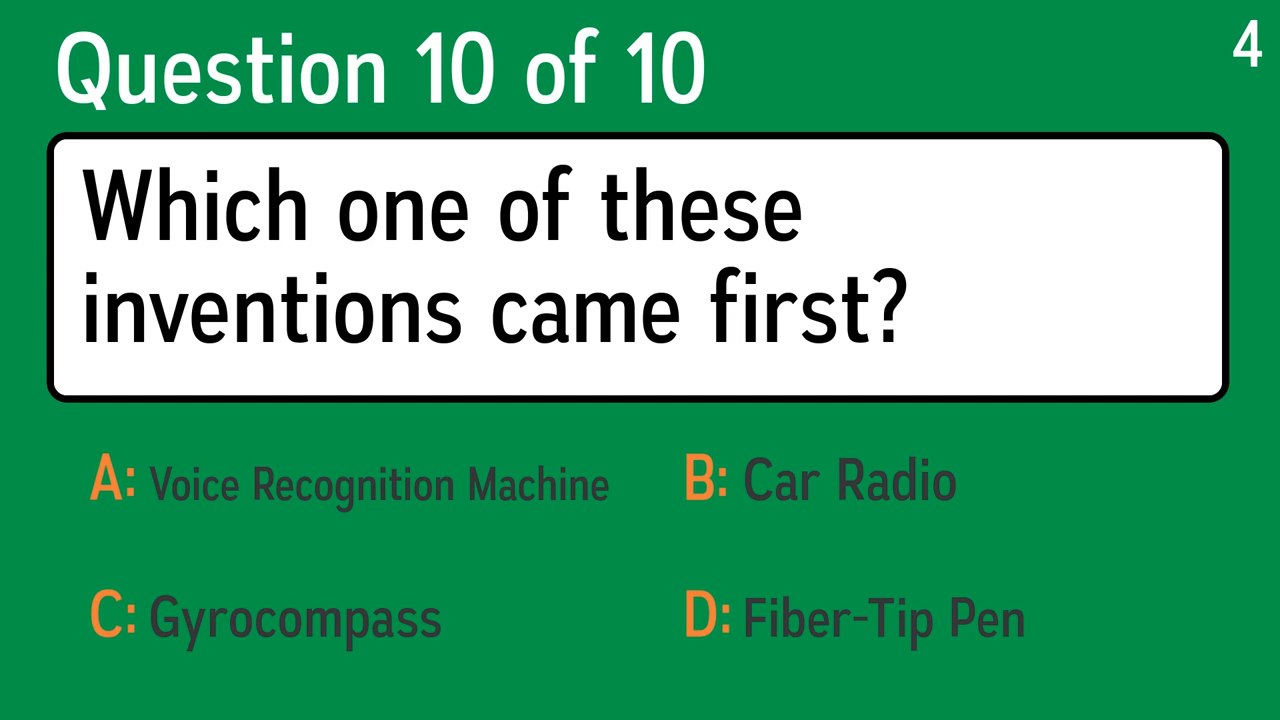 Question 10 of 10
4
Which one of these
inventions came first?
A: Voice Recognition Machine
B: Car Radio
C: Gyrocompass
D: Fiber-Tip Pen